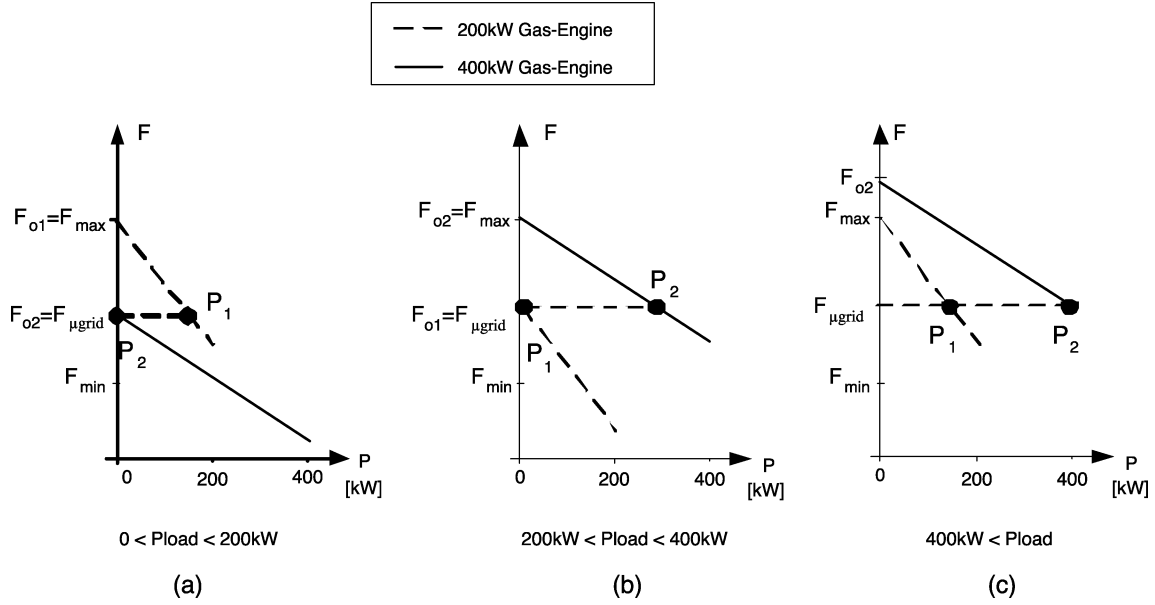 200kW Gas-Engine
400kW Gas-Engine
F
Fo1=Fmax
Fo2=Fμgrid
Fmin
P1
P2
0 200 400
P
[kW]
0 < Pload < 200kW
(a)
F
Fo2=Fmax
Fo1=Fμgrid
Fmin
P2
P1
0 200 400
P
[kW]
200kW < Pload < 400kW
(b)
F
Fo2
Fmax
Fμgrid
Fmin
P1 P2
0 200 400
P
[kW]
400kW < Pload
(c)